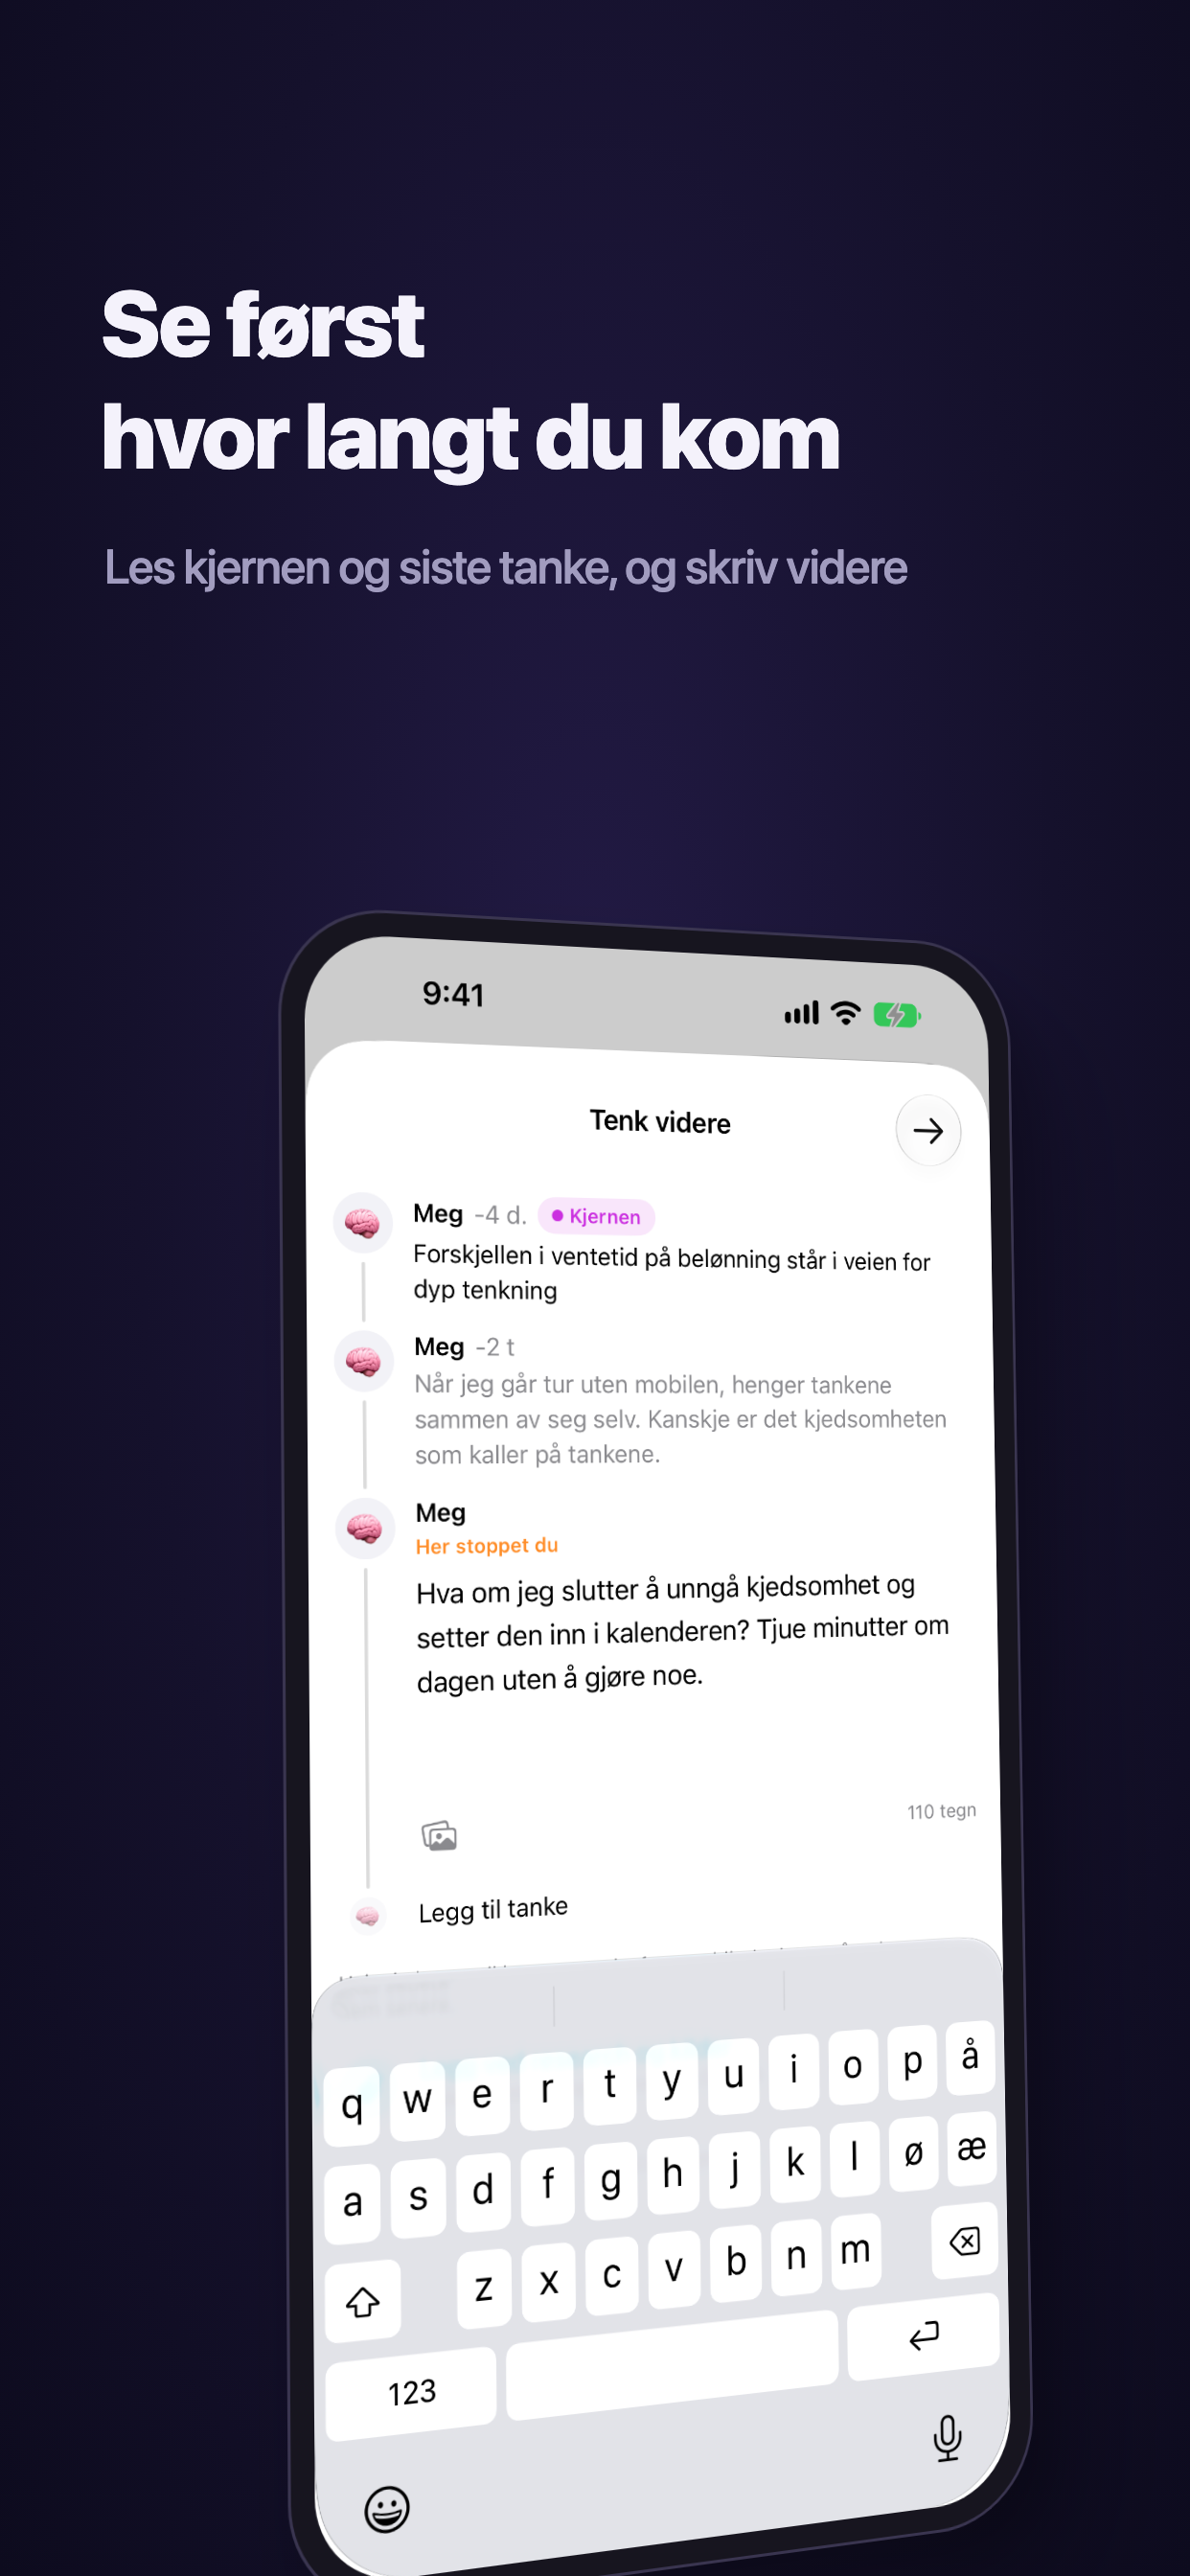 Se først
hvor langt du kom
Les kjernen og siste tanke, og skriv videre
9:41
Tenk videre
Meg -4 d. Kjernen
Forskjellen i ventetid på belønning står i veien for
dyp tenkning
Meg -2 t
Når jeg går tur uten mobilen, henger tankene
sammen av seg selv. Kanskje er det kjedsomheten
som kaller på tankene.
Meg
Her stoppet du
Hva om jeg slutter å unngå kjedsomhet og
setter den inn i kalenderen? Tjue minutter om
dagen uten å gjøre noe.
110 tegn
Legg til tanke
q w e r t y u i o p å
a s d f g h j k l ø æ
z x c v b n m
123